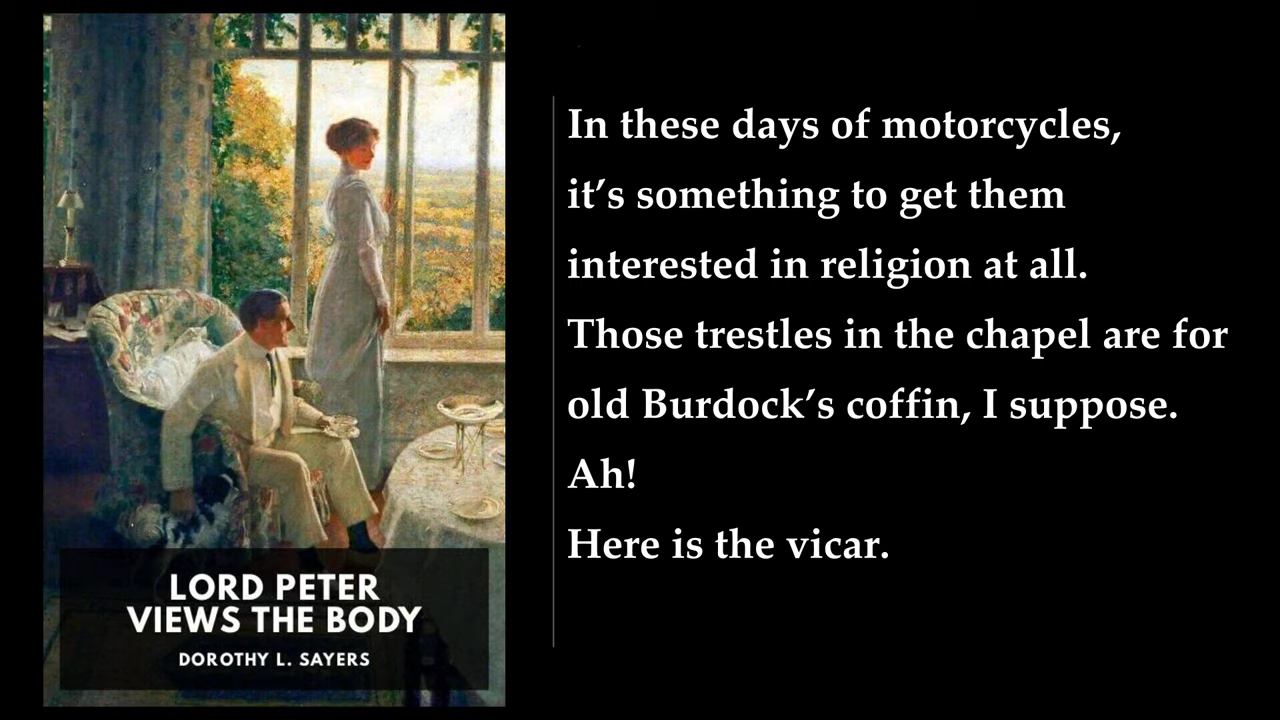 LORD PETER
VIEWS THE BODY
DOROTHY L. SAYERS
In these days of motorcycles,
it’s something to get them
interested in religion at all.
Those trestles in the chapel are for
old Burdock’s coffin, I suppose.
Ah!
Here is the vicar.